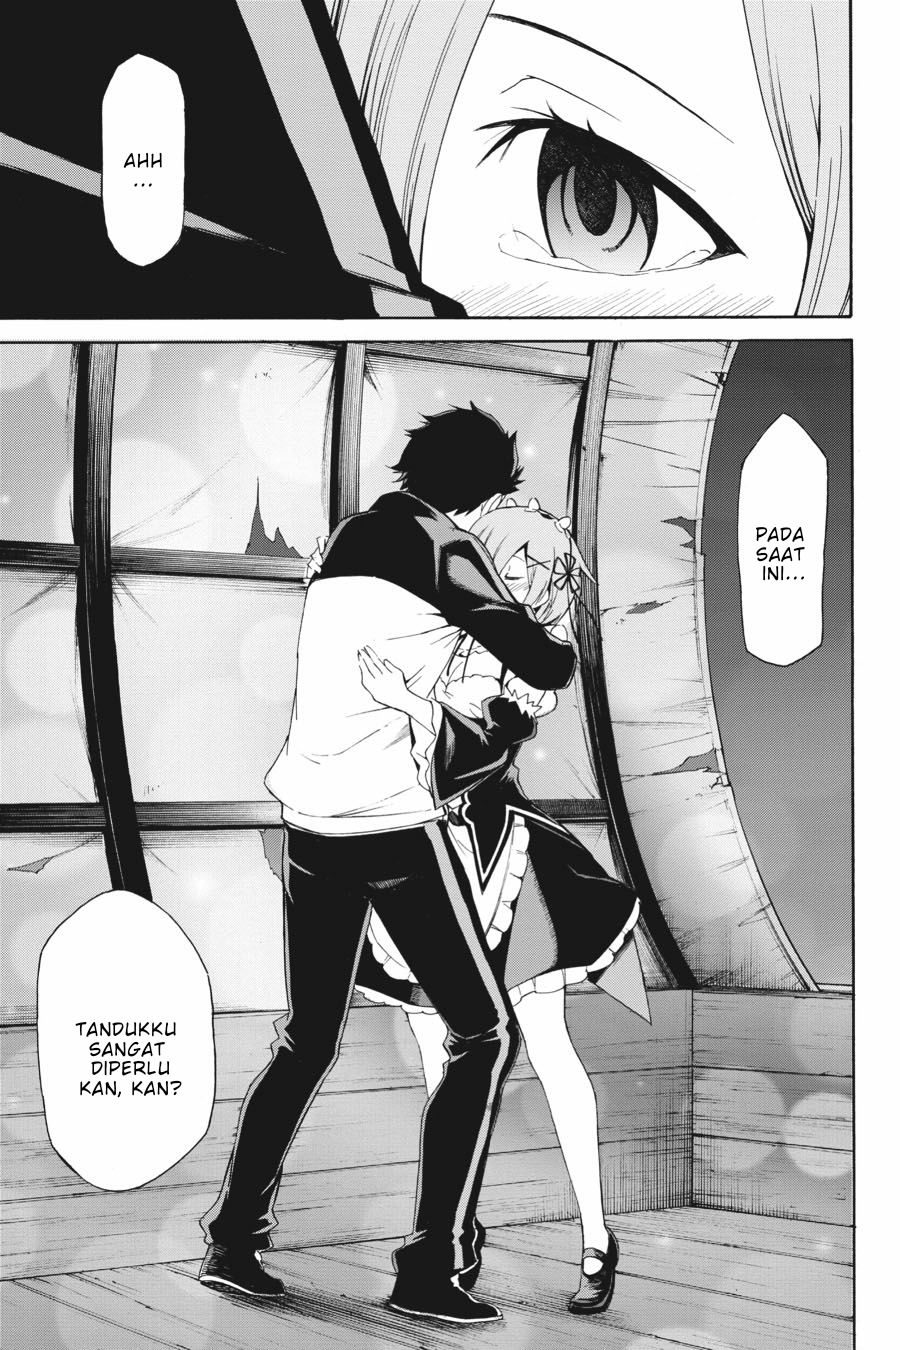 AHH
...
PADA
SAAT
INI...
TANDUKKU
SANGAT
DIPERLU
KAN, KAN?